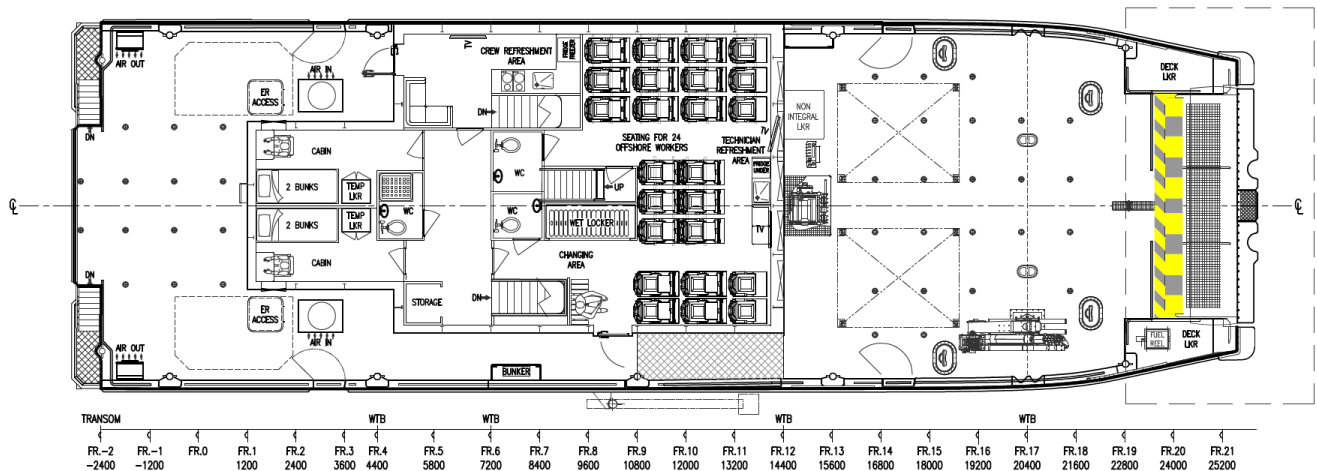 AIR OUT
AIR IN
ER
ACCESS
DN
TV
CREW REFRESHMENT
AREA
FRIDGE
FREEZER
DN
SEATING FOR 24
OFFSHORE WORKERS
TECHNICIAN
REFRESHMENT
AREA
TV
FRIDGE
UNDER
TV
NON
INTEGRAL
LKR
DECK
LKR
CABIN
2 BUNKS
TEMP
LKR
WC
WC
UP
2 BUNKS
TEMP
LKR
WC
WET LOCKER
CABIN
CHANGING
AREA
DN
STORAGE
DN
ER
ACCESS
AIR IN
AIR OUT
BUNKER
FUEL
REEL
DECK
LKR
TRANSOM WTB WTB WTB WTB
FR.-2 FR.-1 FR.0 FR.1 FR.2 FR.3 FR.4 FR.5 FR.6 FR.7 FR.8 FR.9 FR.10 FR.11 FR.12 FR.13 FR.14 FR.15 FR.16 FR.17 FR.18 FR.19 FR.20 FR.21
-2400 -1200 1200 2400 3600 4400 5800 7200 8400 9600 10800 12000 13200 14400 15600 16800 18000 19200 20400 21600 22800 24000 25200